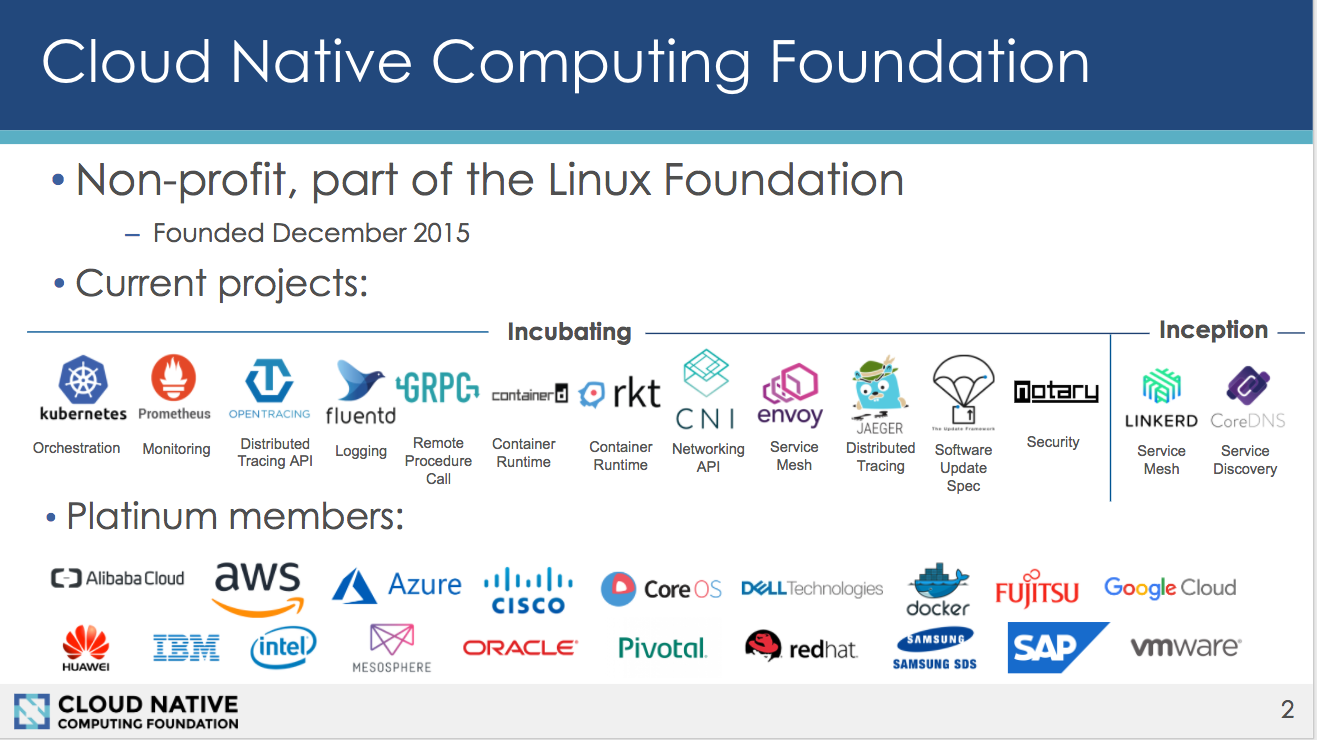 Cloud Native Computing Foundation
• Non-profit, part of the Linux Foundation
– Founded December 2015
• Current projects:
Incubating
Inception
kubernetes
Orchestration
Prometheus
Monitoring
OPENTRACING
Distributed
Tracing API
fluentd
Logging
GRPC
Remote
Procedure
Call
containerd
Container
Runtime
rkt
Container
Runtime
CNI
Networking
API
envoy
Service
Mesh
JAEGER
Distributed
Tracing
The Update Framework
Software
Update
Spec
notary
Security
LINKERD
Service
Mesh
CoreDNS
Service
Discovery
• Platinum members:
Alibaba Cloud
aws
Azure
cisco
CoreOS
DELL Technologies
docker
FUJITSU
Google Cloud
HUAWEI
IBM
intel
MESOSPHERE
ORACLE®
Pivotal
redhat
SAMSUNG
SAMSUNG SDS
SAP
vmware®
CLOUD NATIVE
COMPUTING FOUNDATION
2